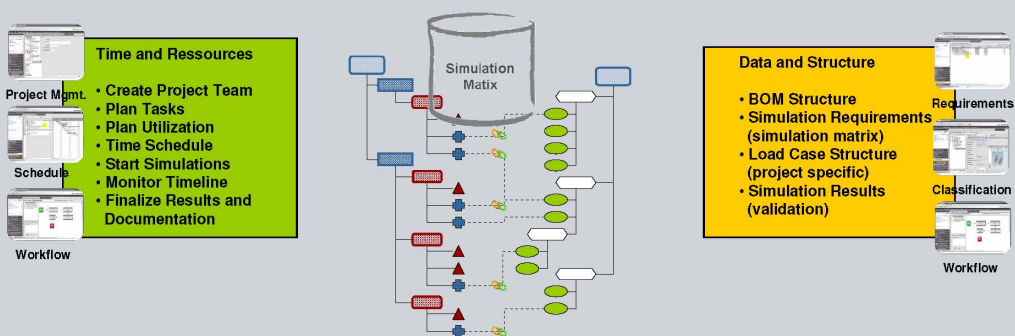 Time and Ressources
• Create Project Team
• Plan Tasks
• Plan Utilization
• Time Schedule
• Start Simulations
• Monitor Timeline
• Finalize Results and
Documentation
Project Mgmt.
Schedule
Workflow
Simulation
Matix
Data and Structure
• BOM Structure
• Simulation Requirements
(simulation matrix)
• Load Case Structure
(project specific)
• Simulation Results
(validation)
Requirements
Classification
Workflow